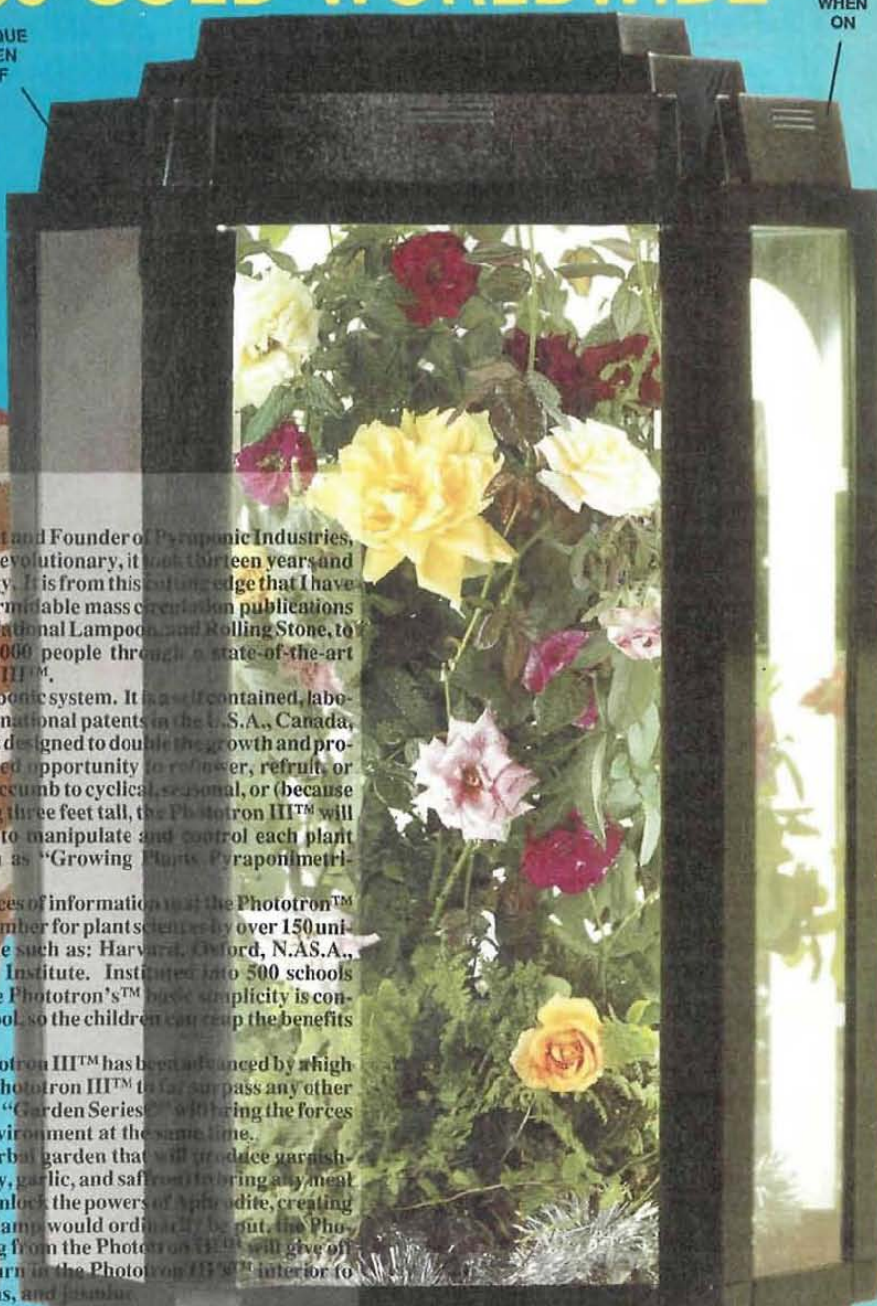 SOLD WORLDWIDE
WHEN
ON
QUE
EN
F
t and Founder of Pyraponic Industries,
evolutionary, it took thirteen years and
y. It is from this cutting edge that I have
rmidable mass circulation publications
ational Lampoon, and Rolling Stone, to
000 people through a state-of-the-art
III™.
ponic system. It is a self contained, labo-
national patents in the U.S.A., Canada,
designed to double the growth and pro-
ed opportunity to reflower, refruit, or
ccumb to cyclical, seasonal, or (because
g three feet tall, the Phototron III™ will
to manipulate and control each plant
n as “Growing Plants Pyraponimetri-
ces of information that the Phototron™
mber for plant sciences by over 150 uni-
e such as: Harvard, Oxford, N.AS.A.,
Institute. Instituted into 500 schools
e Phototron's™ basic simplicity is con-
ool, so the children can reap the benefits
otron III™ has been advanced by a high
hototron III™ to far surpass any other
“Garden Series©” will bring the forces
vironment at the same time.
rbal garden that will produce garnish-
y, garlic, and saffron to bring any meal
nlock the powers of Aphrodite, creating
amp would ordinarily be put, the Pho-
g from the Phototron III™ will give off
urn in the Phototron III's™ interior to
ns, and jasmine.